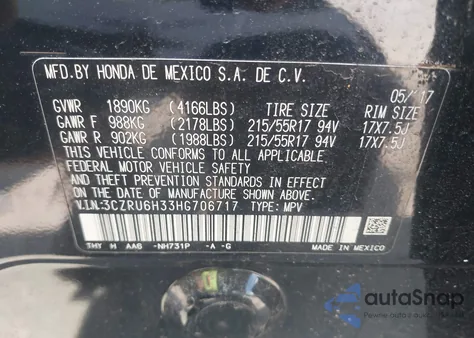 MFD.BY HONDA DE MEXICO S.A. DE C.V.
05/17
GVWR 1890KG (4166LBS) TIRE SIZE RIM SIZE
GAWR F 988KG (2178LBS) 215/55R17 94V 17X7.5J
GAWR R 902KG (1988LBS) 215/55R17 94V 17X7.5J
THIS VEHICLE CONFORMS TO ALL APPLICABLE
FEDERAL MOTOR VEHICLE SAFETY
AND THEFT PREVENTION STANDARDS IN EFFECT
ON THE DATE OF MANUFACTURE SHOWN ABOVE.
V.I.N:3CZRU6H33HG706717 TYPE: MPV
THY H AA6 -NH731P -A -G
MADE IN MEXICO
autoSnap